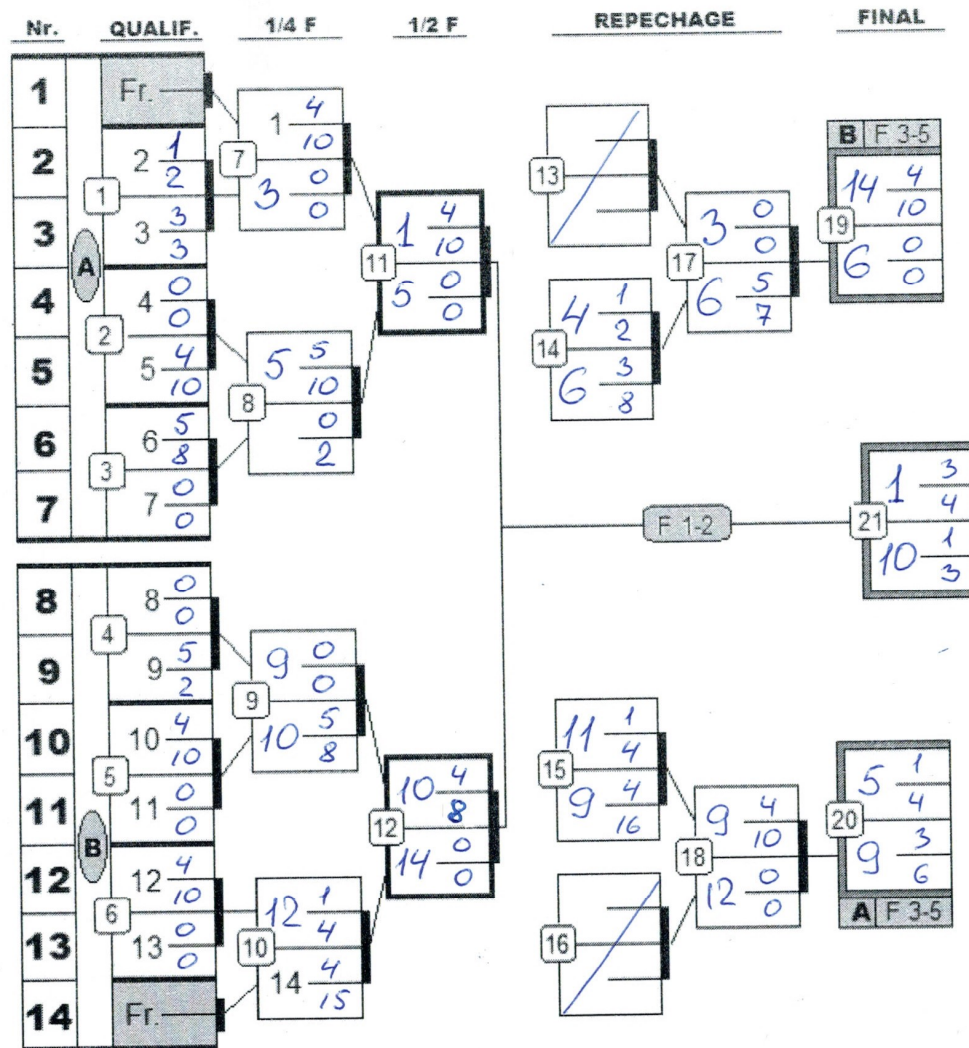 Nr. QUALIF. 1/4 F 1/2 F REPECHAGE FINAL
1 Fr.
2 2 1 2
1
3 3 3 3
A
4 4 0 0
2
5 5 4 10
6 6 5 8
3
7 7 0 0
8 8 0 0
4
9 9 5 2
10 10 4 10
5
11 11 0 0
B
12 12 4 10
6
13 13 0 0
14 Fr.
7
1 4 10
3 0 0
8
5 5 10
0 2
9
9 0 0
10 5 8
10
12 1 4
14 4 15
11
1 4 10
5 0 0
12
10 4 8
14 0 0
13
14
4 1 2
6 3 8
17
3 0 0
6 5 7
15
11 1 4
9 4 16
16
18
9 4 10
12 0 0
B F 3-5
19
14 4 10
6 0 0
F 1-2
21
1 3 4
10 1 3
20
5 1 4
9 3 6
A F 3-5